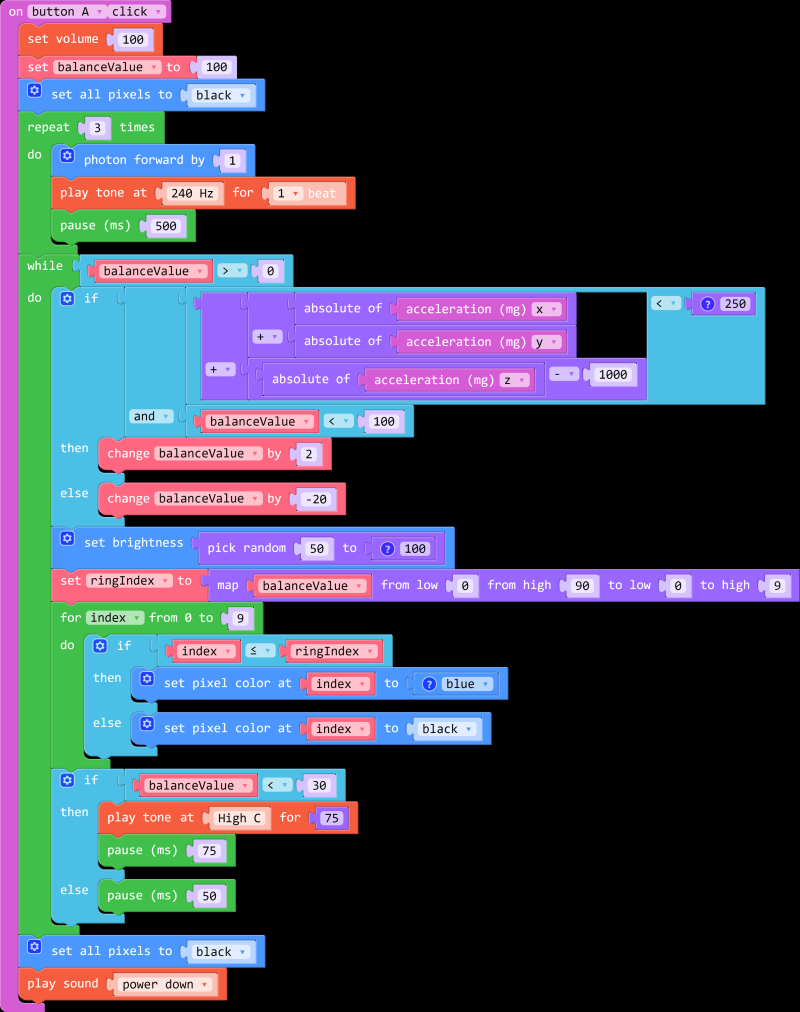 on button A click
set volume 100
set balanceValue to 100
set all pixels to black
repeat 3 times
do photon forward by 1
play tone at 240 Hz for 1 beat
pause (ms) 500
while balanceValue > 0
do if absolute of acceleration (mg) x < ? 250
+ absolute of acceleration (mg) y
+ absolute of acceleration (mg) z - 1000
and balanceValue < 100
then change balanceValue by 2
else change balanceValue by -20
set brightness pick random 50 to ? 100
set ringIndex to map balanceValue from low 0 from high 90 to low 0 to high 9
for index from 0 to 9
do if index ≤ ringIndex
then set pixel color at index to ? blue
else set pixel color at index to black
if balanceValue < 30
then play tone at High C for 75
pause (ms) 75
else pause (ms) 50
set all pixels to black
play sound power down